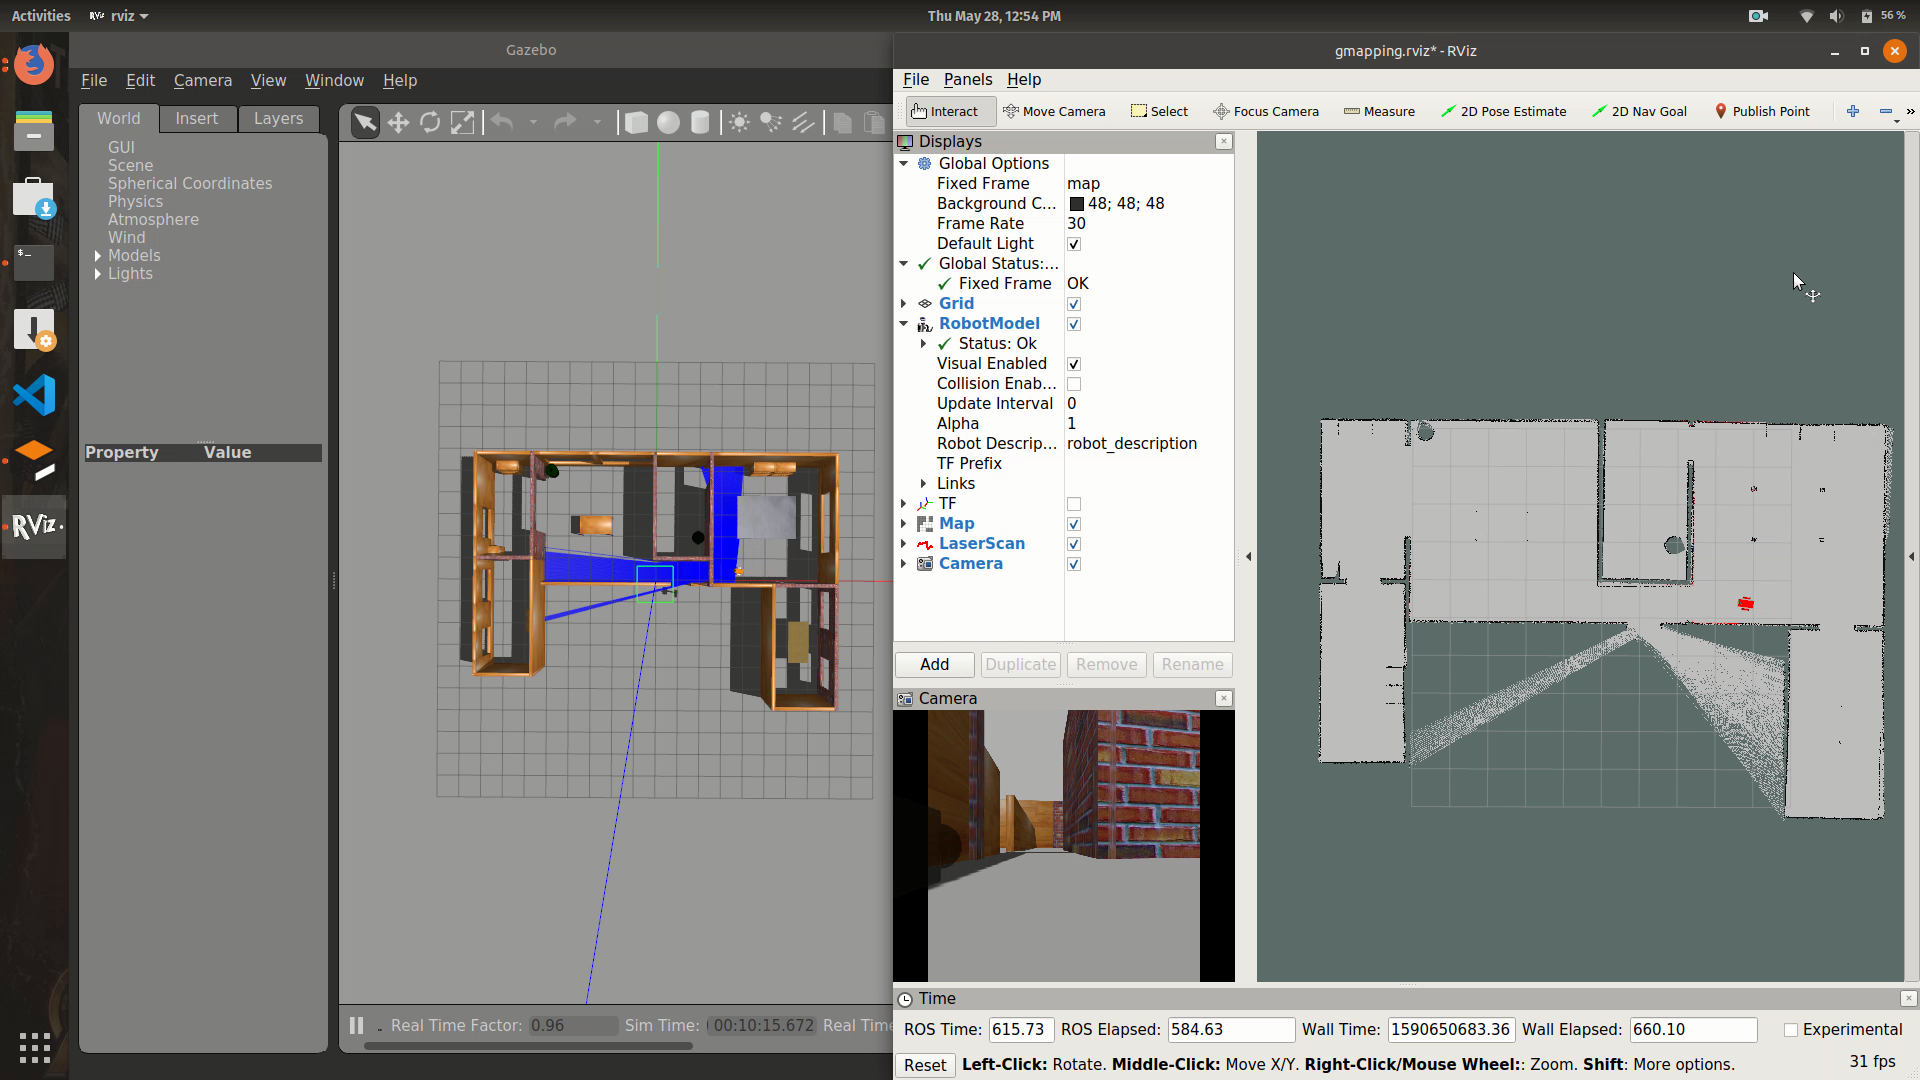 Activities
RViz rviz
Thu May 28, 12:54 PM
56 %
Gazebo
File Edit Camera View Window Help
World Insert Layers
GUI
Scene
Spherical Coordinates
Physics
Atmosphere
Wind
Models
Lights
Property Value
RViz
Real Time Factor: 0.96 Sim Time: 00:10:15.672 Real Time
gmapping.rviz* - RViz
File Panels Help
Interact Move Camera Select Focus Camera Measure 2D Pose Estimate 2D Nav Goal Publish Point »
Displays
Global Options
Fixed Frame map
Background C... 48; 48; 48
Frame Rate 30
Default Light
Global Status:...
Fixed Frame OK
Grid
RobotModel
Status: Ok
Visual Enabled
Collision Enab...
Update Interval 0
Alpha 1
Robot Descrip... robot_description
TF Prefix
Links
TF
Map
LaserScan
Camera
Add Duplicate Remove Rename
Camera
Time
ROS Time: 615.73 ROS Elapsed: 584.63 Wall Time: 1590650683.36 Wall Elapsed: 660.10 Experimental
Reset Left-Click: Rotate. Middle-Click: Move X/Y. Right-Click/Mouse Wheel:: Zoom. Shift: More options. 31 fps